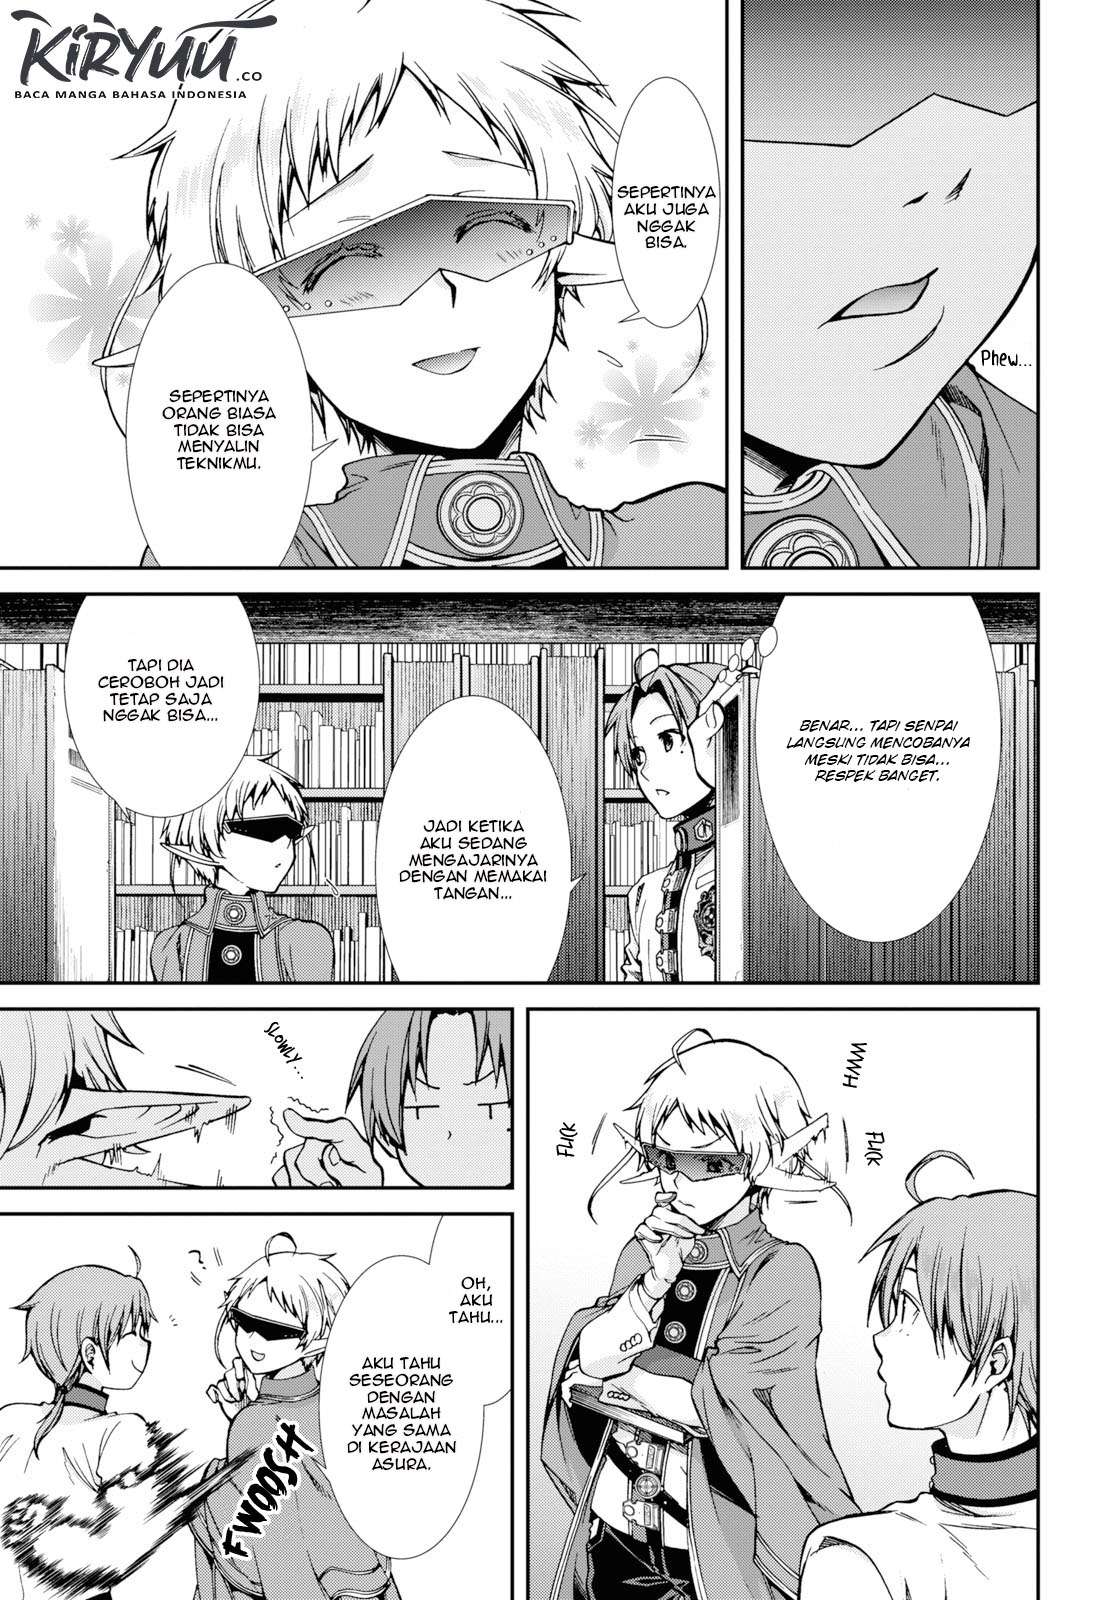 KIRYUU.CO
BACA MANGA BAHASA INDONESIA
Phew...
SEPERTINYA
AKU JUGA
NGGAK
BISA.
SEPERTINYA
ORANG BIASA
TIDAK BISA
MENYALIN
TEKNIKMU.
BENAR... TAPI SENPAI
LANGSUNG MENCOBANYA
MESKI TIDAK BISA...
RESPEK BANGET.
JADI KETIKA
AKU SEDANG
MENGAJARINYA
DENGAN MEMAKAI
TANGAN...
TAPI DIA
CEROBOH JADI
TETAP SAJA
NGGAK BISA...
WWH
FLICK
FLICK
SLOWLY...
OH,
AKU
TAHU...
AKU TAHU
SESEORANG
DENGAN
MASALAH
YANG SAMA
DI KERAJAAN
ASURA.
?
FWOOSH